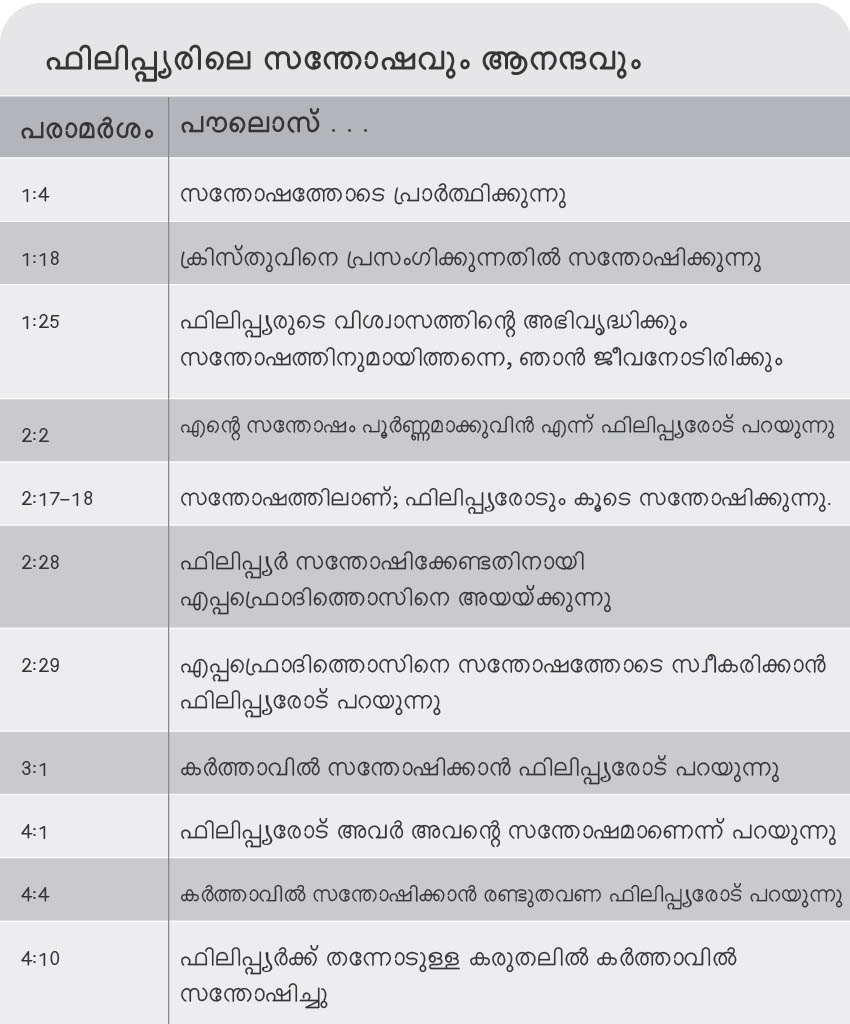 ഫിലിപ്പ്യരിലെ സന്തോഷവും ആനന്ദവും
പരാമർശം പൗലൊസ് . . .
1:4 സന്തോഷത്തോടെ പ്രാർത്ഥിക്കുന്നു
1:18 ക്രിസ്തുവിനെ പ്രസംഗിക്കുന്നതിൽ സന്തോഷിക്കുന്നു
1:25 ഫിലിപ്പ്യരുടെ വിശ്വാസത്തിന്റെ അഭിവൃദ്ധിക്കും
സന്തോഷത്തിനുമായിത്തന്നെ, ഞാൻ ജീവനോടിരിക്കും
2:2 എന്റെ സന്തോഷം പൂർണ്ണമാക്കുവിൻ എന്ന് ഫിലിപ്പ്യരോട് പറയുന്നു
2:17–18 സന്തോഷത്തിലാണ്; ഫിലിപ്പ്യരോടും കൂടെ സന്തോഷിക്കുന്നു.
2:28 ഫിലിപ്പ്യർ സന്തോഷിക്കേണ്ടതിനായി
എപ്പഫ്രൊദിത്തൊസിനെ അയയ്ക്കുന്നു
2:29 എപ്പഫ്രൊദിത്തൊസിനെ സന്തോഷത്തോടെ സ്വീകരിക്കാൻ
ഫിലിപ്പ്യരോട് പറയുന്നു
3:1 കർത്താവിൽ സന്തോഷിക്കാൻ ഫിലിപ്പ്യരോട് പറയുന്നു
4:1 ഫിലിപ്പ്യരോട് അവർ അവന്റെ സന്തോഷമാണെന്ന് പറയുന്നു
4:4 കർത്താവിൽ സന്തോഷിക്കാൻ രണ്ടുതവണ ഫിലിപ്പ്യരോട് പറയുന്നു
4:10 ഫിലിപ്പ്യർക്ക് തന്നോടുള്ള കരുതലിൽ കർത്താവിൽ
സന്തോഷിച്ചു